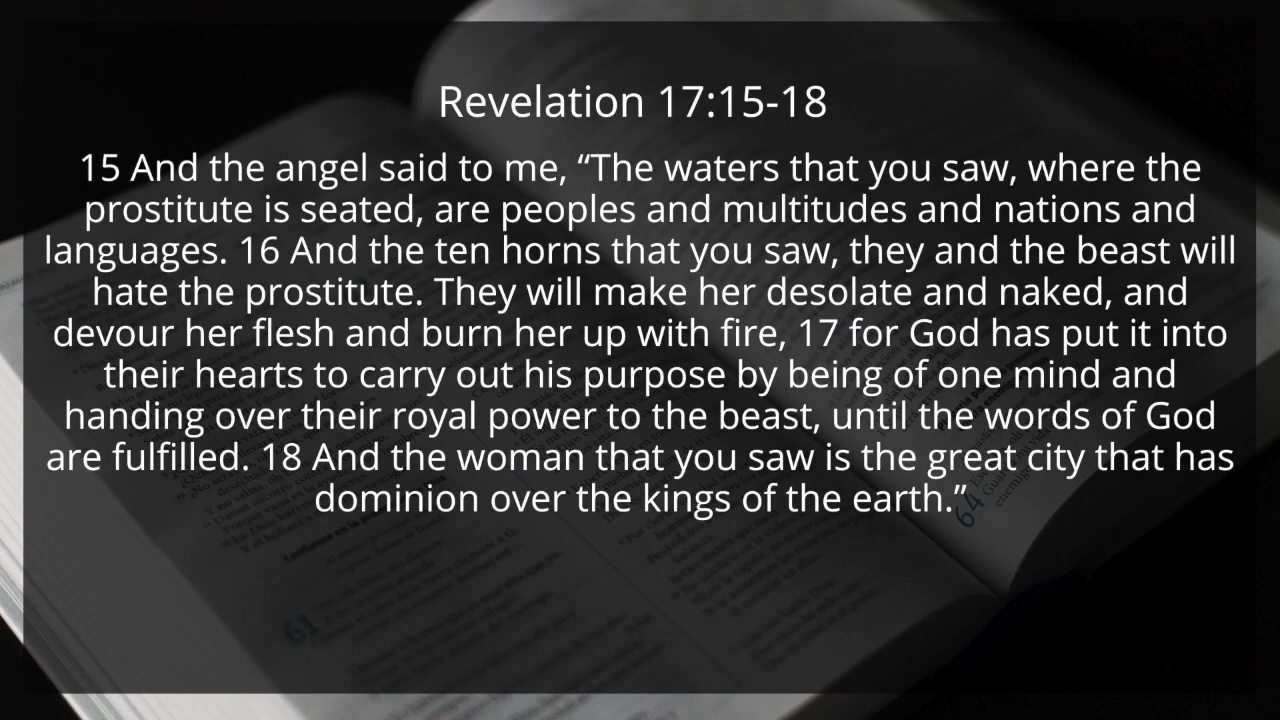 Revelation 17:15-18
15 And the angel said to me, “The waters that you saw, where the
prostitute is seated, are peoples and multitudes and nations and
languages. 16 And the ten horns that you saw, they and the beast will
hate the prostitute. They will make her desolate and naked, and
devour her flesh and burn her up with fire, 17 for God has put it into
their hearts to carry out his purpose by being of one mind and
handing over their royal power to the beast, until the words of God
are fulfilled. 18 And the woman that you saw is the great city that has
dominion over the kings of the earth.”
64
61